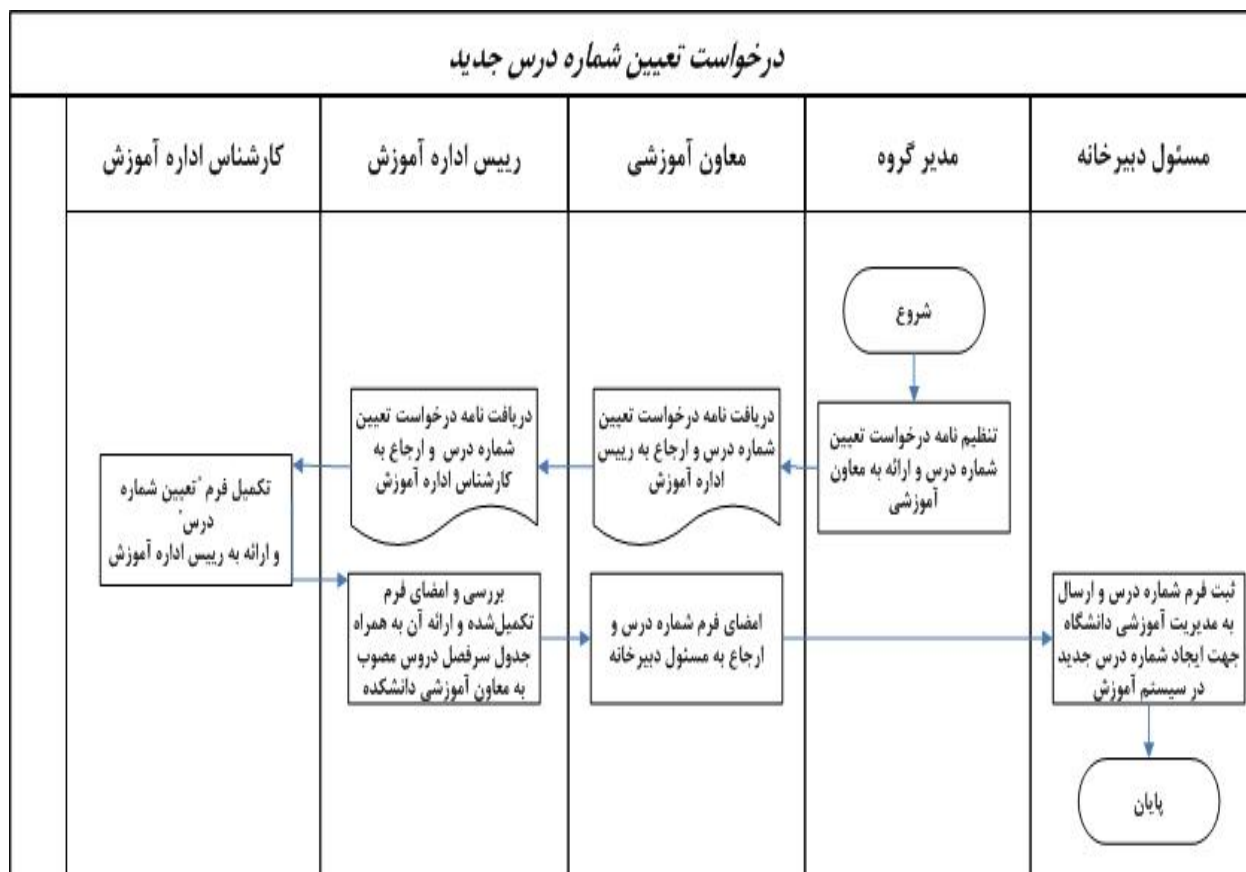 درخواست تعیین شماره درس جدید
مسئول دبیرخانه
مدیر گروه
معاون آموزشی
رییس اداره آموزش
کارشناس اداره آموزش
شروع
تنظیم نامه درخواست تعیین
شماره درس و ارائه به معاون
آموزشی
دریافت نامه درخواست تعیین
شماره درس و ارجاع به رییس
اداره آموزش
دریافت نامه درخواست تعیین
شماره درس و ارجاع به
کارشناس اداره آموزش
تکمیل فرم "تعیین شماره
درس"
و ارائه به رییس اداره آموزش
بررسی و امضای فرم
تکمیل‌شده و ارائه آن به همراه
جدول سرفصل دروس مصوب
به معاون آموزشی دانشکده
امضای فرم شماره درس و
ارجاع به مسئول دبیرخانه
ثبت فرم شماره درس و ارسال
به مدیریت آموزشی دانشگاه
جهت ایجاد شماره درس جدید
در سیستم آموزش
پایان